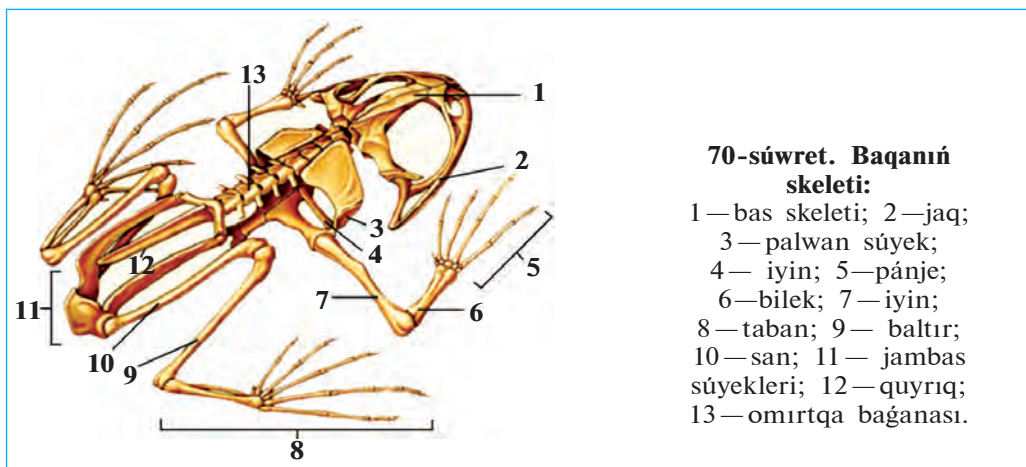 13
1
2
3
4
5
12
11
7
6
10
9
8
70-súwret. Baqanıń
skeleti:
1—bas skeleti; 2—jaq;
3—palwan súyek;
4— iyin; 5—pánje;
6—bilek; 7—iyin;
8—taban; 9— baltır;
10—san; 11— jambas
súyekleri; 12—quyrıq;
13—omırtqa baǵanası.